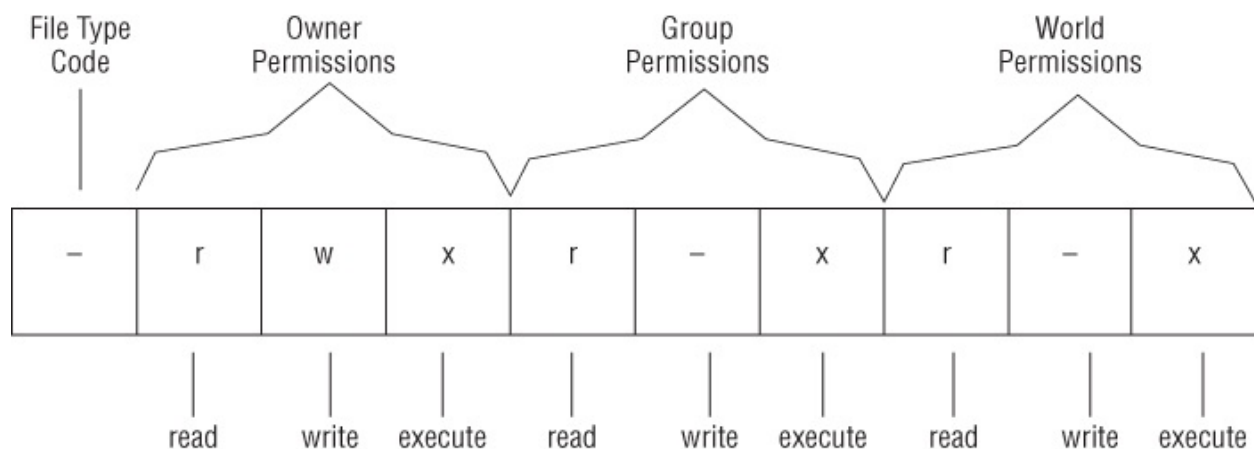 File Type Code
Owner Permissions
Group Permissions
World Permissions
– r w x r – x r – x
read write execute read write execute read write execute